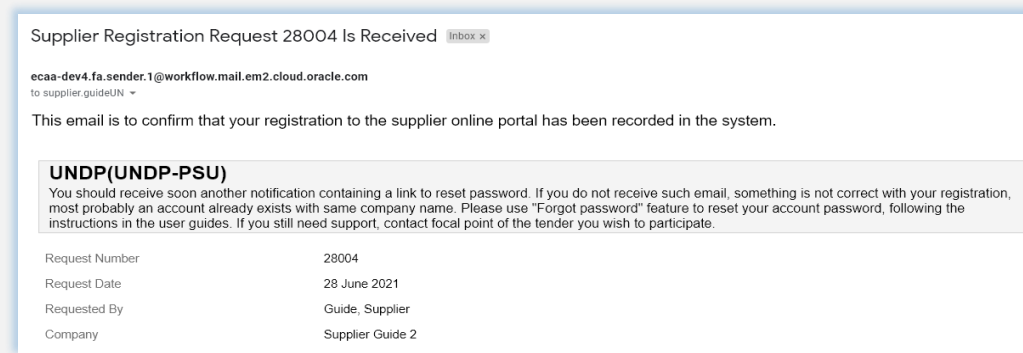 Supplier Registration Request 28004 Is Received Inbox x
ecaa-dev4.fa.sender.1@workflow.mail.em2.cloud.oracle.com
to supplier.guideUN
This email is to confirm that your registration to the supplier online portal has been recorded in the system.
UNDP(UNDP-PSU)
You should receive soon another notification containing a link to reset password. If you do not receive such email, something is not correct with your registration,
most probably an account already exists with same company name. Please use "Forgot password" feature to reset your account password, following the
instructions in the user guides. If you still need support, contact focal point of the tender you wish to participate.
Request Number 28004
Request Date 28 June 2021
Requested By Guide, Supplier
Company Supplier Guide 2